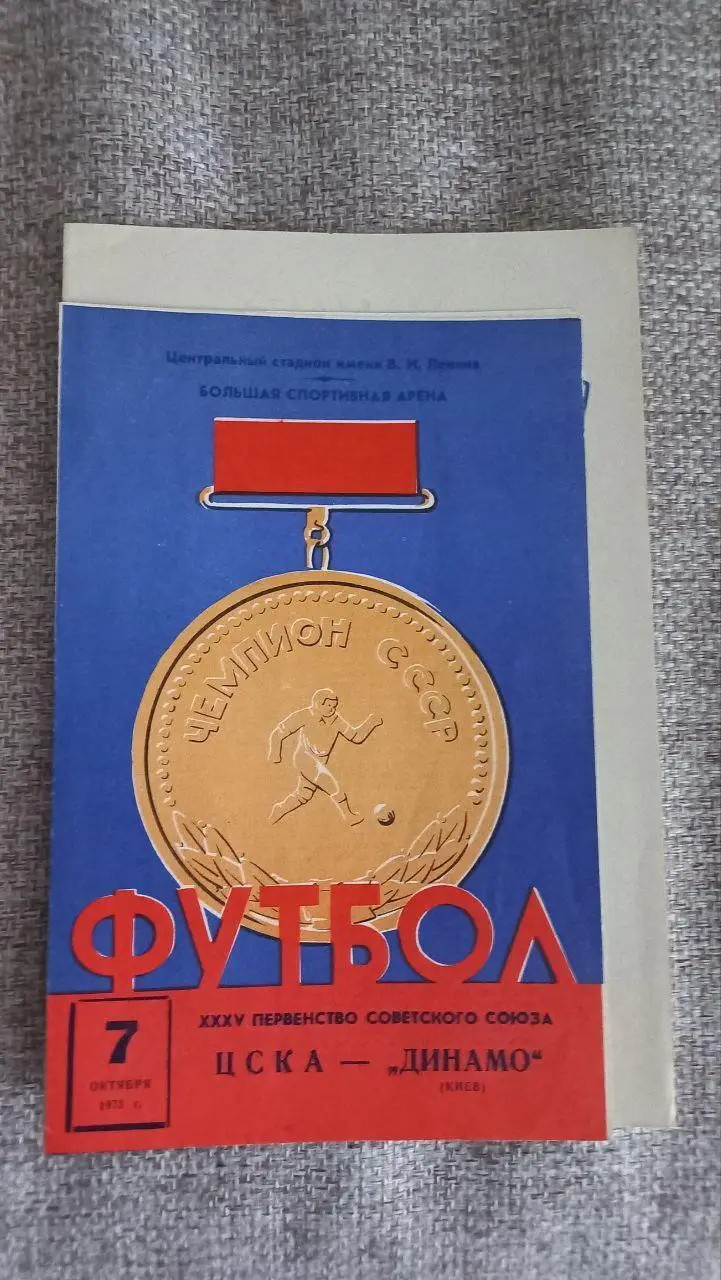 Центральный стадион имени В. И. Ленина
БОЛЬШАЯ СПОРТИВНАЯ АРЕНА
ЧЕМПИОН СССР
ФУТБОЛ
7
ОКТЯБРЯ
1973 г.
XXXV ПЕРВЕНСТВО СОВЕТСКОГО СОЮЗА
ЦСКА — „ДИНАМО“
(КИЕВ)